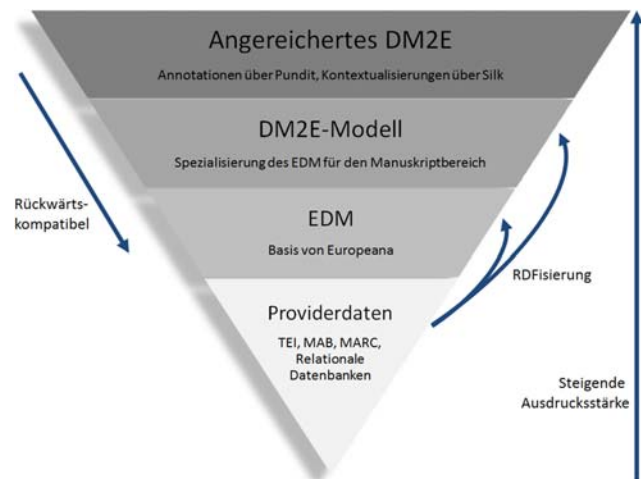 Angereichertes DM2E
Annotationen über Pundit, Kontextualisierungen über Silk
DM2E-Modell
Spezialisierung des EDM für den Manuskriptbereich
Rückwärts-
kompatibel
EDM
Basis von Europeana
RDFisierung
Providerdaten
TEI, MAB, MARC,
Relationale
Datenbanken
Steigende
Ausdrucksstärke